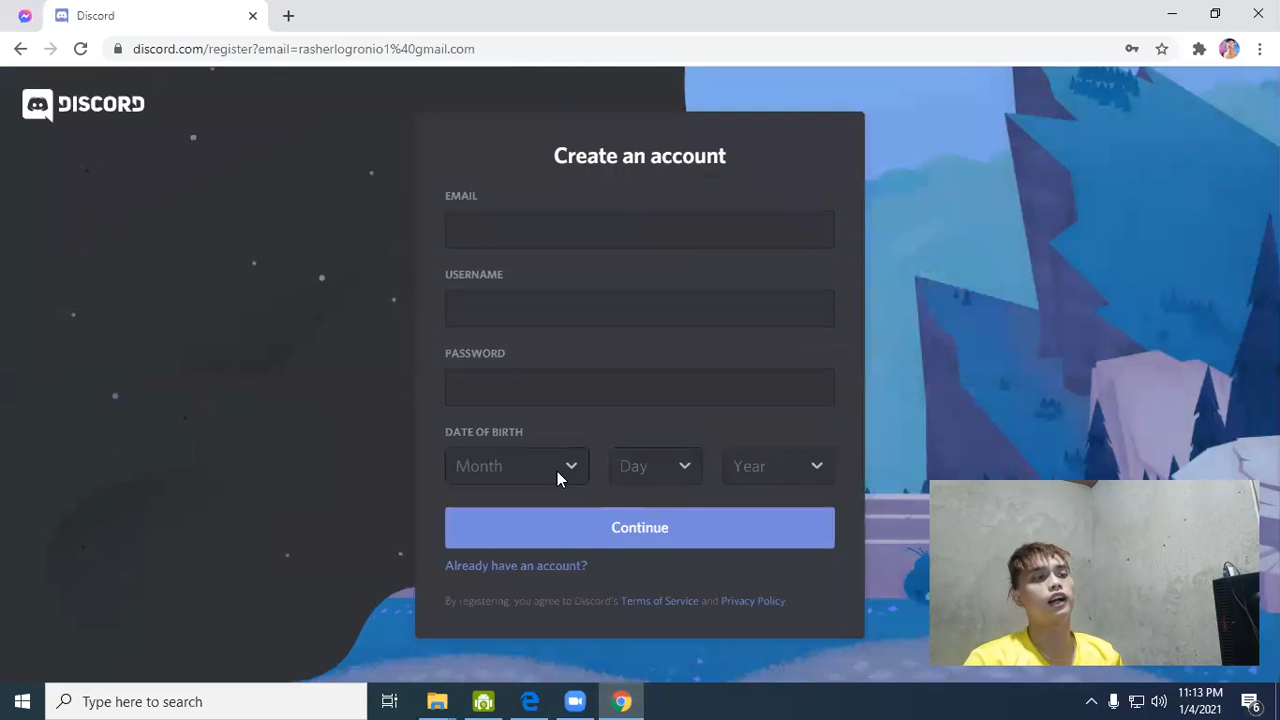 Discord
discord.com/register?email=rasherlogronio1%40gmail.com
DISCORD
Create an account
EMAIL
USERNAME
PASSWORD
DATE OF BIRTH
Month Day Year
Continue
Already have an account?
By registering, you agree to Discord's Terms of Service and Privacy Policy.
Type here to search
11:13 PM
1/4/2021
6